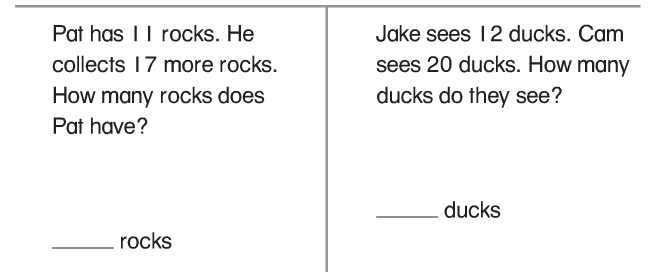 Pat has 11 rocks. He
collects 17 more rocks.
How many rocks does
Pat have?
_____ rocks
Jake sees 12 ducks. Cam
sees 20 ducks. How many
ducks do they see?
_____ ducks